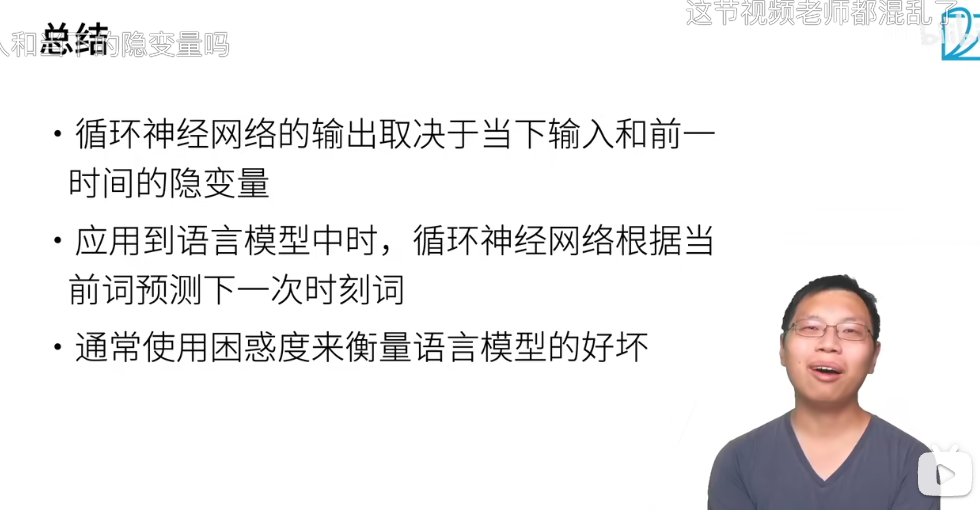 这节视频老师都混乱了
总结
入和当下的隐变量吗
• 循环神经网络的输出取决于当下输入和前一
时间的隐变量
• 应用到语言模型中时，循环神经网络根据当
前词预测下一次时刻词
• 通常使用困惑度来衡量语言模型的好坏